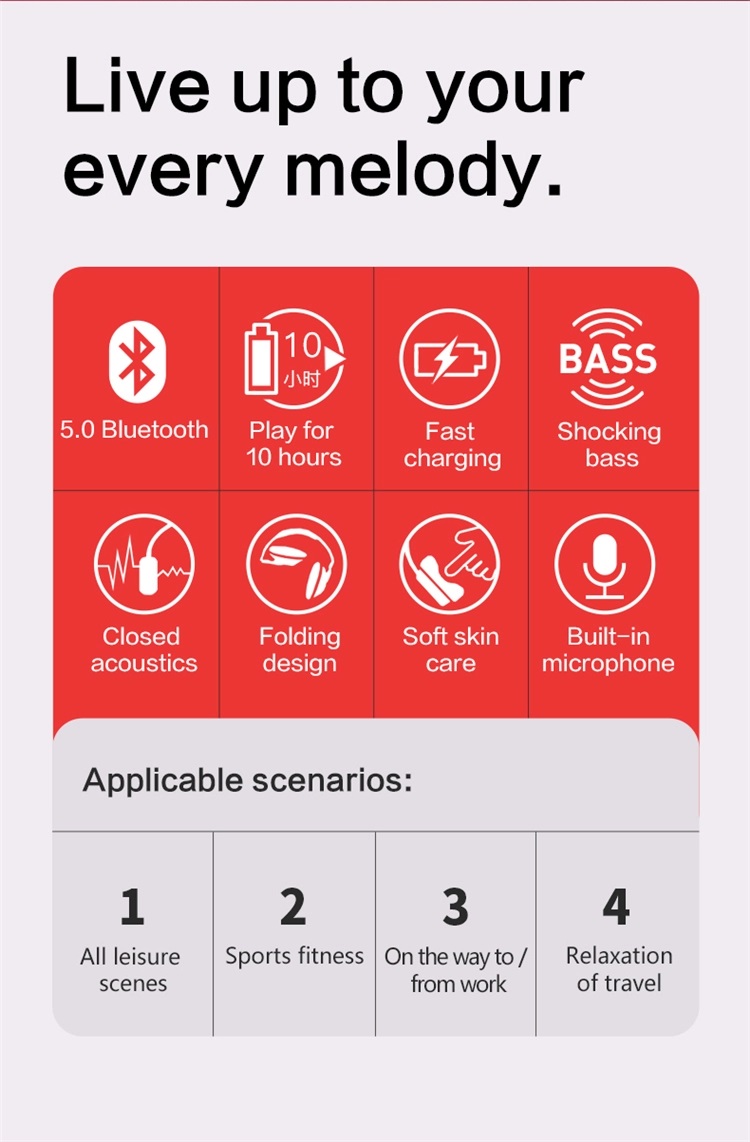 Live up to your
every melody.
10
小时
BASS
5.0 Bluetooth
Play for
10 hours
Fast
charging
Shocking
bass
Closed
acoustics
Folding
design
Soft skin
care
Built-in
microphone
Applicable scenarios:
1
All leisure
scenes
2
Sports fitness
3
On the way to /
from work
4
Relaxation
of travel